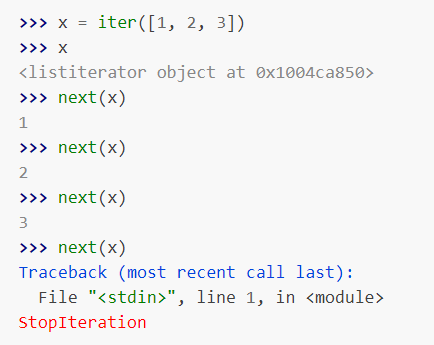 >>> x = iter([1, 2, 3])
>>> x
<listiterator object at 0x1004ca850>
>>> next(x)
1
>>> next(x)
2
>>> next(x)
3
>>> next(x)
Traceback (most recent call last):
  File "<stdin>", line 1, in <module>
StopIteration